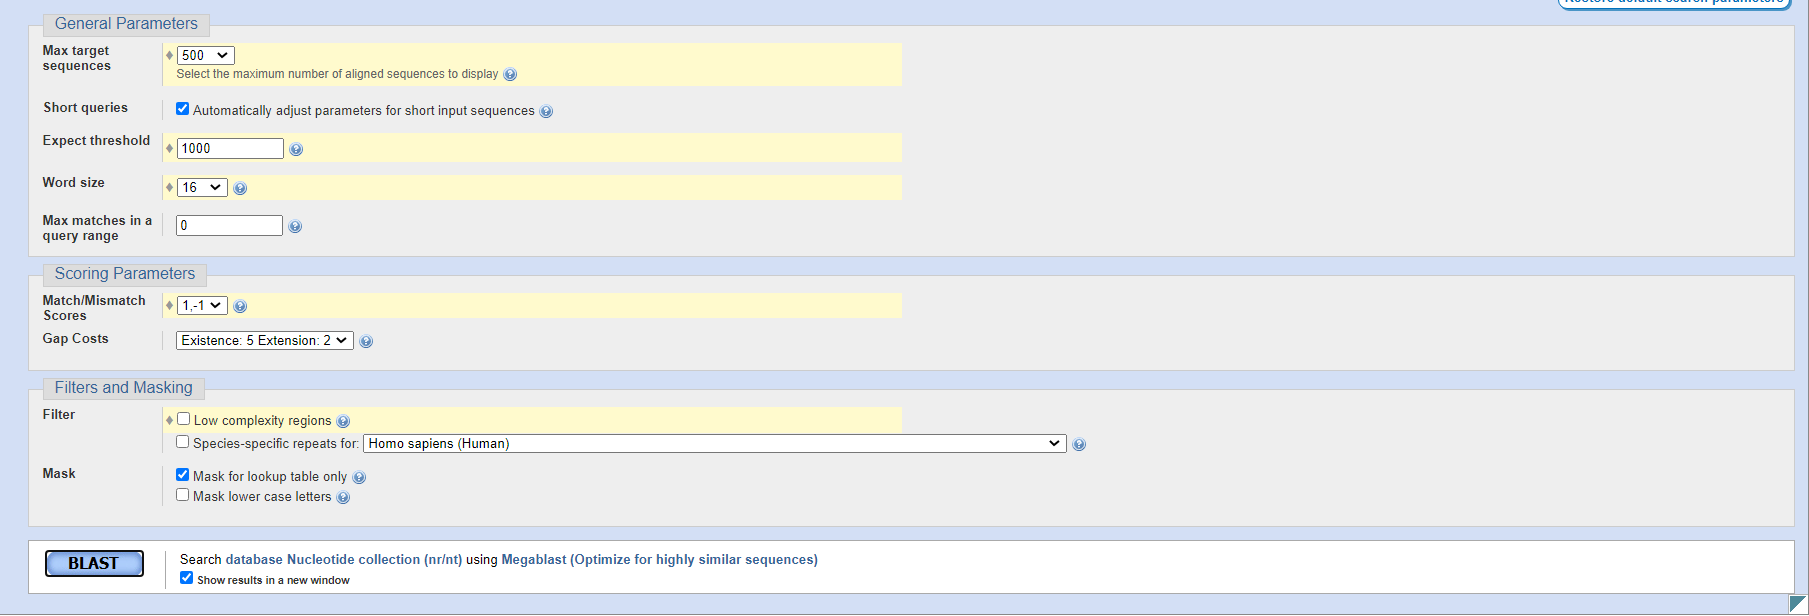 Restore default search parameters
General Parameters
Max target
sequences
500
Select the maximum number of aligned sequences to display
Short queries
Automatically adjust parameters for short input sequences
Expect threshold
1000
Word size
16
Max matches in a
query range
0
Scoring Parameters
Match/Mismatch
Scores
1,-1
Gap Costs
Existence: 5 Extension: 2
Filters and Masking
Filter
Low complexity regions
Species-specific repeats for: Homo sapiens (Human)
Mask
Mask for lookup table only
Mask lower case letters
BLAST
Search database Nucleotide collection (nr/nt) using Megablast (Optimize for highly similar sequences)
Show results in a new window